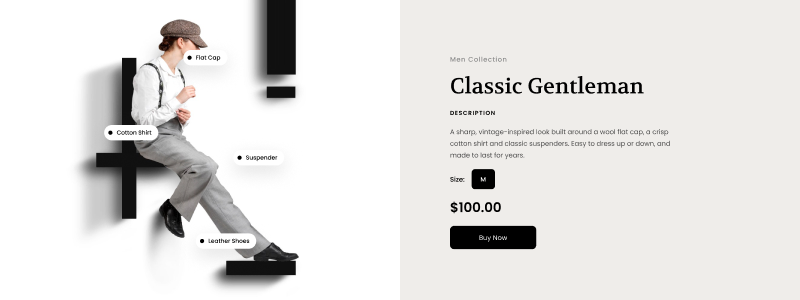 Flat Cap
Cotton Shirt
Suspender
Leather Shoes
Men Collection
Classic Gentleman
DESCRIPTION
A sharp, vintage-inspired look built around a wool flat cap, a crisp
cotton shirt and classic suspenders. Easy to dress up or down, and
made to last for years.
Size: M
$100.00
Buy Now